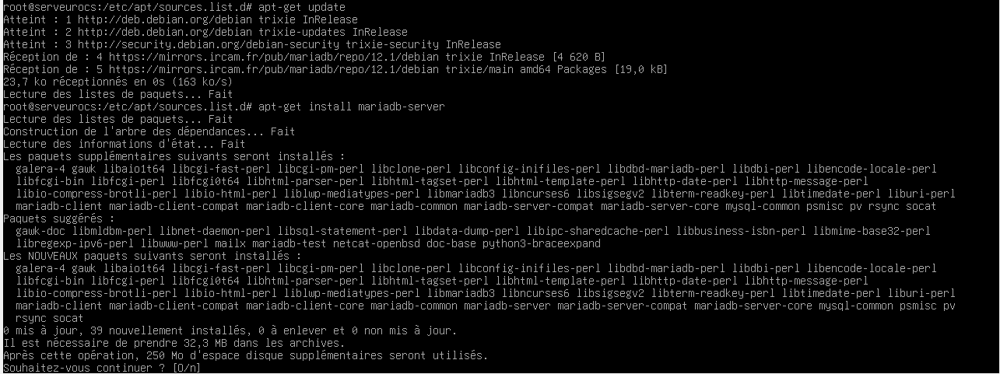 root@serveurocs:/etc/apt/sources.list.d# apt-get update
Atteint : 1 http://deb.debian.org/debian trixie InRelease
Atteint : 2 http://deb.debian.org/debian trixie-updates InRelease
Atteint : 3 http://security.debian.org/debian-security trixie-security InRelease
Réception de : 4 https://mirrors.ircam.fr/pub/mariadb/repo/12.1/debian trixie InRelease [4 620 B]
Réception de : 5 https://mirrors.ircam.fr/pub/mariadb/repo/12.1/debian trixie/main amd64 Packages [19,0 kB]
23,7 ko réceptionnés en 0s (163 ko/s)
Lecture des listes de paquets... Fait
root@serveurocs:/etc/apt/sources.list.d# apt-get install mariadb-server
Lecture des listes de paquets... Fait
Construction de l'arbre des dépendances... Fait
Lecture des informations d'état... Fait
Les paquets supplémentaires suivants seront installés :
  galera-4 gawk libaio1t64 libcgi-fast-perl libcgi-pm-perl libclone-perl libconfig-inifiles-perl libdbd-mariadb-perl libdbi-perl libencode-locale-perl
  libfcgi-bin libfcgi-perl libfcgi0t64 libhtml-parser-perl libhtml-tagset-perl libhtml-template-perl libhttp-date-perl libhttp-message-perl
  libio-compress-brotli-perl libio-html-perl liblwp-mediatypes-perl libmariadb3 libncurses6 libsigsegv2 libterm-readkey-perl libtimedate-perl liburi-perl
  mariadb-client mariadb-client-compat mariadb-client-core mariadb-common mariadb-server-compat mariadb-server-core mysql-common psmisc pv rsync socat
Paquets suggérés :
  gawk-doc libmldbm-perl libnet-daemon-perl libsql-statement-perl libdata-dump-perl libipc-sharedcache-perl libbusiness-isbn-perl libmime-base32-perl
  libregexp-ipv6-perl libwww-perl mailx mariadb-test netcat-openbsd doc-base python3-braceexpand
Les NOUVEAUX paquets suivants seront installés :
  galera-4 gawk libaio1t64 libcgi-fast-perl libcgi-pm-perl libclone-perl libconfig-inifiles-perl libdbd-mariadb-perl libdbi-perl libencode-locale-perl
  libfcgi-bin libfcgi-perl libfcgi0t64 libhtml-parser-perl libhtml-tagset-perl libhtml-template-perl libhttp-date-perl libhttp-message-perl
  libio-compress-brotli-perl libio-html-perl liblwp-mediatypes-perl libmariadb3 libncurses6 libsigsegv2 libterm-readkey-perl libtimedate-perl liburi-perl
  mariadb-client mariadb-client-compat mariadb-client-core mariadb-common mariadb-server mariadb-server-compat mariadb-server-core mysql-common psmisc pv
  rsync socat
0 mis à jour, 39 nouvellement installés, 0 à enlever et 0 non mis à jour.
Il est nécessaire de prendre 32,3 MB dans les archives.
Après cette opération, 250 Mo d'espace disque supplémentaires seront utilisés.
Souhaitez-vous continuer ? [O/n]